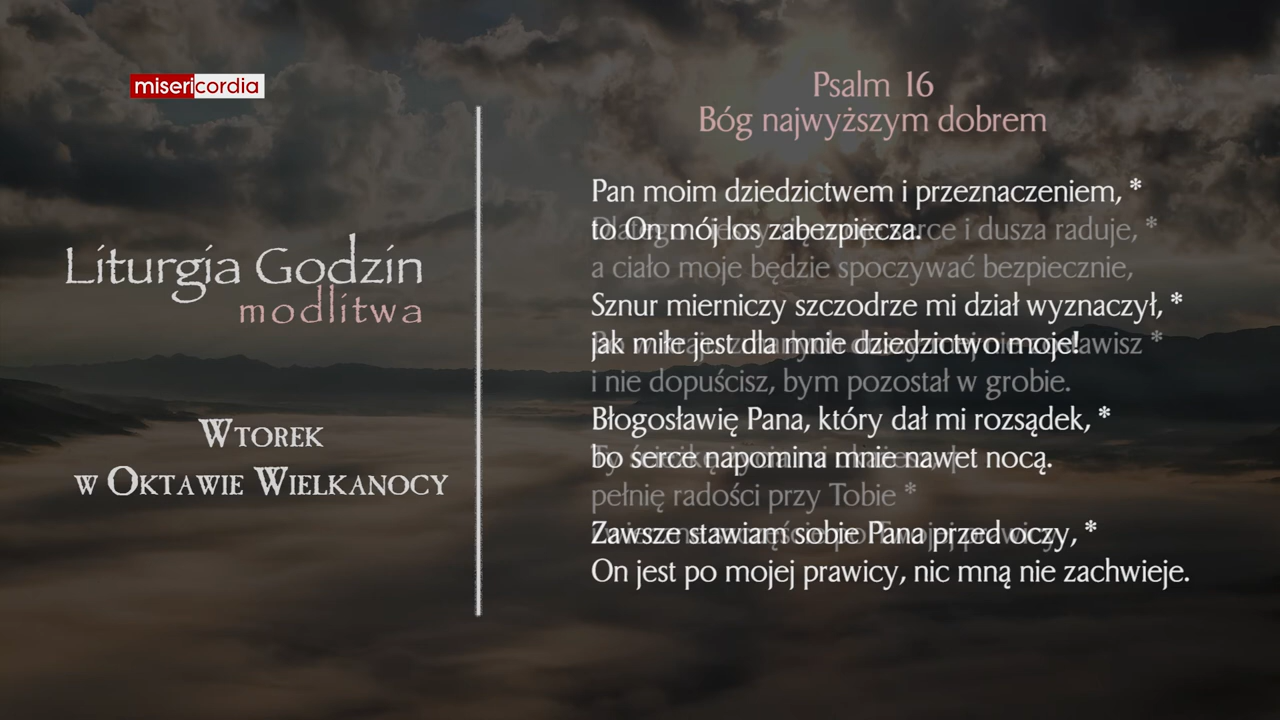 misericordia
Liturgia Godzin
modlitwa
Wtorek
w Oktawie Wielkanocy
Psalm 16
Bóg najwyższym dobrem
Pan moim dziedzictwem i przeznaczeniem, *
to On mój los zabezpiecza.
serce i dusza raduje, *
a ciało moje będzie spoczywać bezpiecznie,
Sznur mierniczy szczodrze mi dział wyznaczył, *
jak miłe jest dla mnie dziedzictwo moje!
i nie dopuścisz, bym pozostał w grobie.
Błogosławię Pana, który dał mi rozsądek, *
bo serce napomina mnie nawet nocą.
pełnię radości przy Tobie *
Zawsze stawiam sobie Pana przed oczy, *
On jest po mojej prawicy, nic mną nie zachwieje.